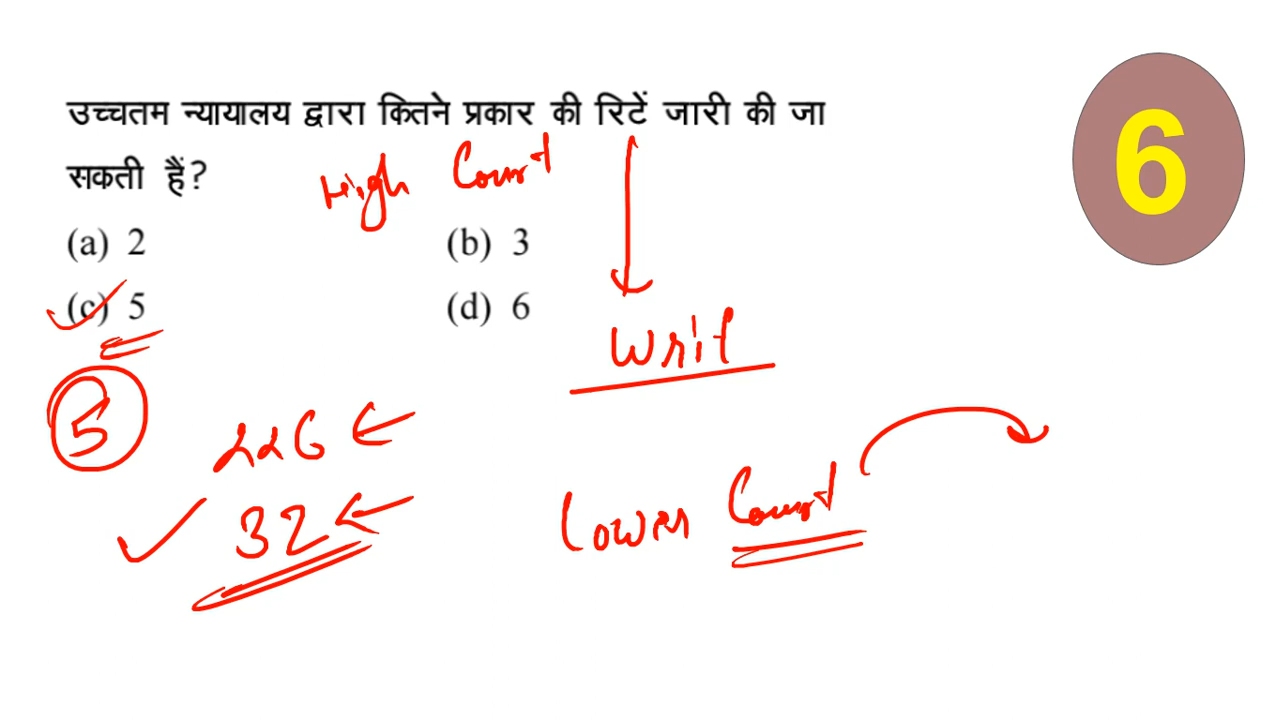 उच्चतम न्यायालय द्वारा कितने प्रकार की रिटें जारी की जा
सकती हैं?
High Court
(a) 2
(b) 3
(c) 5
(d) 6
Writ
5
226
32
Lower Court
6